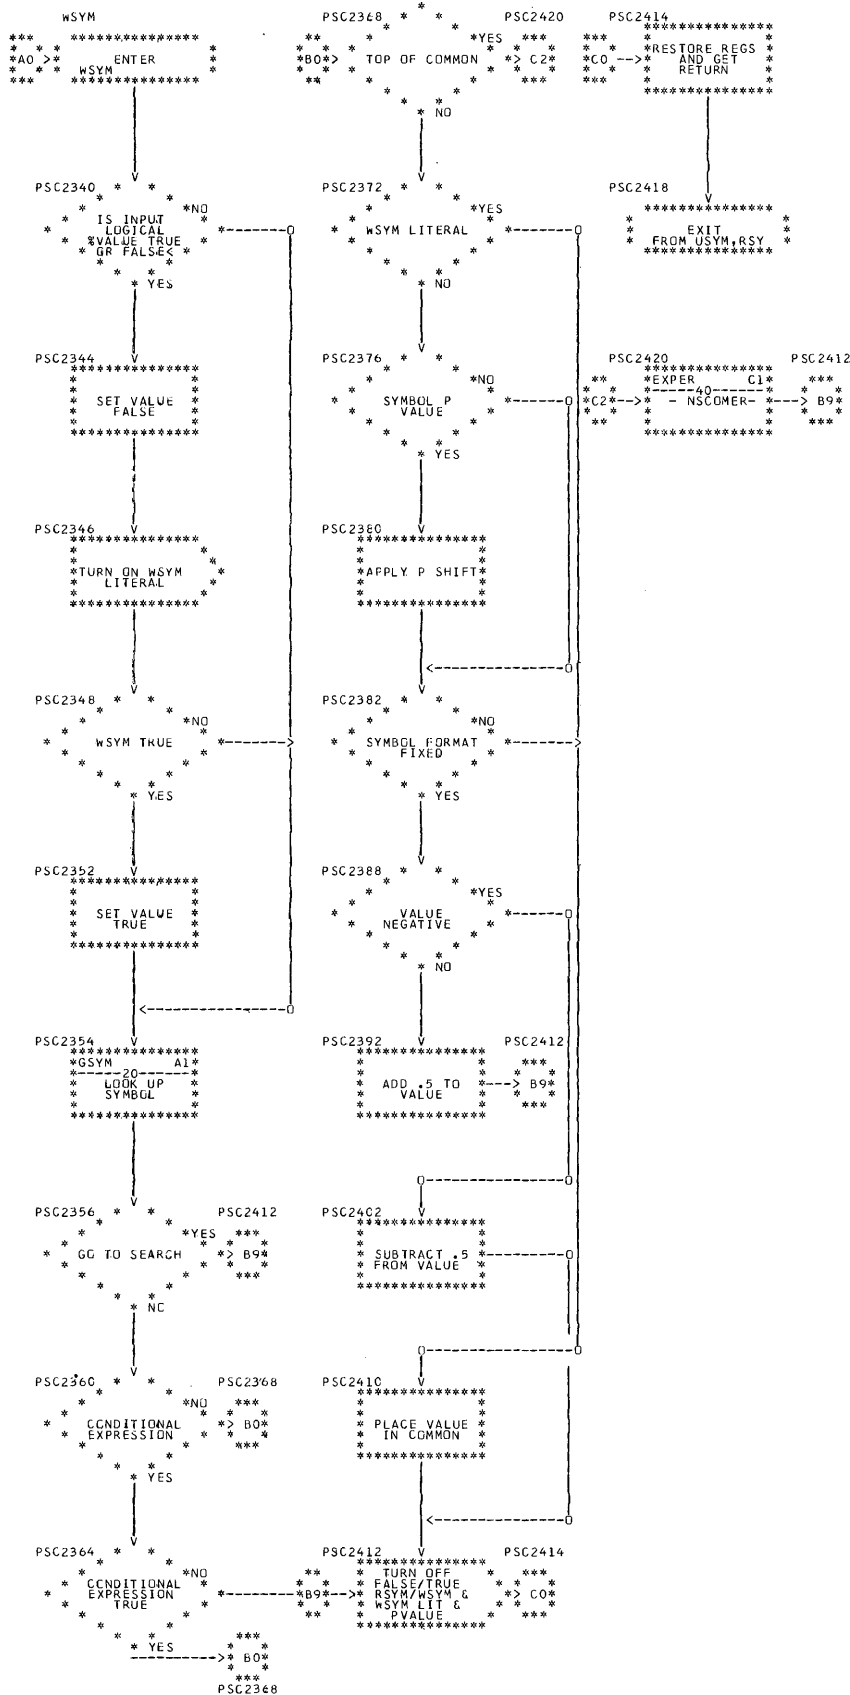 WSYM
A0
ENTER
WSYM
PSC2340
IS INPUT
LOGICAL
%VALUE TRUE
OR FALSE<
NO
YES
PSC2344
SET VALUE
FALSE
PSC2346
TURN ON WSYM
LITERAL
PSC2348
WSYM TRUE
NO
YES
PSC2352
SET VALUE
TRUE
PSC2354
GSYM A1
20
LOOK UP
SYMBOL
PSC2356
GO TO SEARCH
YES
PSC2412
B9
NO
PSC2360
CONDITIONAL
EXPRESSION
NO
PSC2368
B0
YES
PSC2364
CONDITIONAL
EXPRESSION
TRUE
NO
YES
B0
PSC2368
PSC2368
B0
TOP OF COMMON
YES
PSC2420
C2
NO
PSC2372
WSYM LITERAL
YES
NO
PSC2376
SYMBOL P
VALUE
NO
YES
PSC2380
APPLY P SHIFT
PSC2382
SYMBOL FORMAT
FIXED
NO
YES
PSC2388
VALUE
NEGATIVE
YES
NO
PSC2392
ADD .5 TO
VALUE
PSC2412
B9
PSC2402
SUBTRACT .5
FROM VALUE
PSC2410
PLACE VALUE
IN COMMON
B9
PSC2412
TURN OFF
FALSE/TRUE
RSYM/WSYM &
WSYM LIT &
PVALUE
PSC2414
C0
PSC2414
C0
RESTORE REGS
AND GET
RETURN
PSC2418
EXIT
FROM USYM,RSY
PSC2420
C2
EXPER C1
40
- NSCOMER-
PSC2412
B9